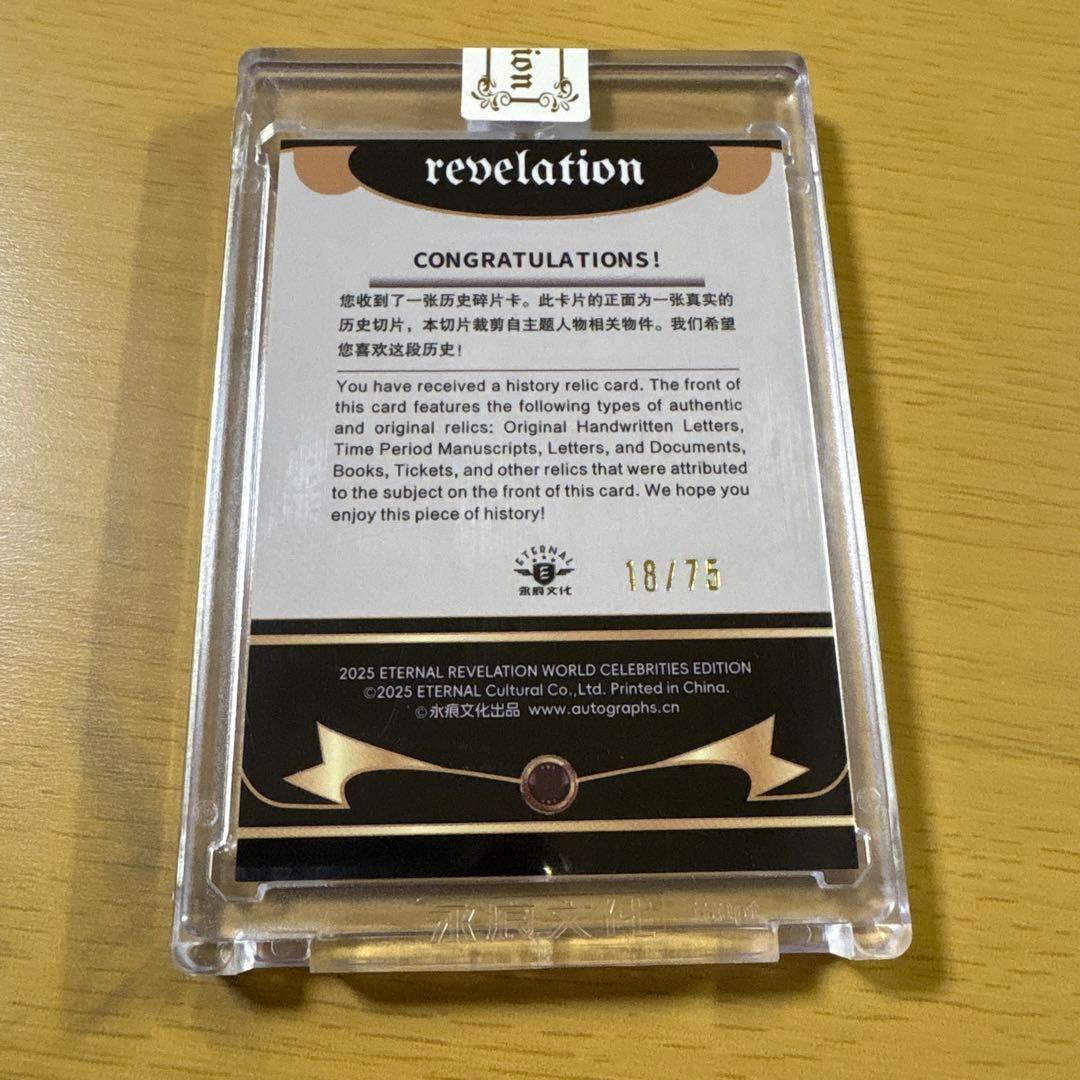 ion
revelation
CONGRATULATIONS!
您收到了一张历史碎片卡。此卡片的正面为一张真实的
历史切片，本切片裁剪自主题人物相关物件。我们希望
您喜欢这段历史！
You have received a history relic card. The front of
this card features the following types of authentic
and original relics: Original Handwritten Letters,
Time Period Manuscripts, Letters, and Documents,
Books, Tickets, and other relics that were attributed
to the subject on the front of this card. We hope you
enjoy this piece of history!
ETERNAL
永痕文化
18/75
2025 ETERNAL REVELATION WORLD CELEBRITIES EDITION
©2025 ETERNAL Cultural Co.,Ltd. Printed in China.
©永痕文化出品 www.autographs.cn
永痕文化